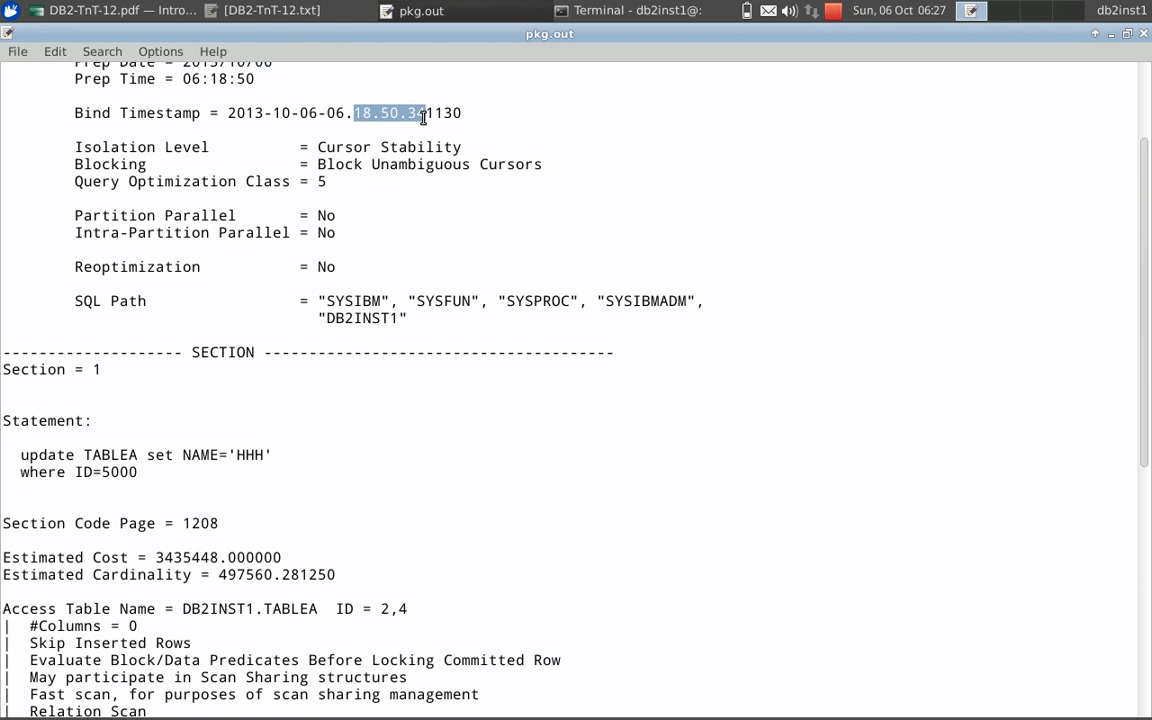 DB2-TnT-12.pdf — Intro...
[DB2-TnT-12.txt]
pkg.out
Terminal - db2inst1@:
Sun, 06 Oct 06:27
db2inst1
pkg.out
File Edit Search Options Help
Prep Date = 2013/10/06
Prep Time = 06:18:50
Bind Timestamp = 2013-10-06-06.18.50.341130
Isolation Level = Cursor Stability
Blocking = Block Unambiguous Cursors
Query Optimization Class = 5
Partition Parallel = No
Intra-Partition Parallel = No
Reoptimization = No
SQL Path = "SYSIBM", "SYSFUN", "SYSPROC", "SYSIBMADM",
"DB2INST1"
-------------------- SECTION ---------------------------------------
Section = 1
Statement:
update TABLEA set NAME='HHH'
where ID=5000
Section Code Page = 1208
Estimated Cost = 3435448.000000
Estimated Cardinality = 497560.281250
Access Table Name = DB2INST1.TABLEA ID = 2,4
| #Columns = 0
| Skip Inserted Rows
| Evaluate Block/Data Predicates Before Locking Committed Row
| May participate in Scan Sharing structures
| Fast scan, for purposes of scan sharing management
| Relation Scan